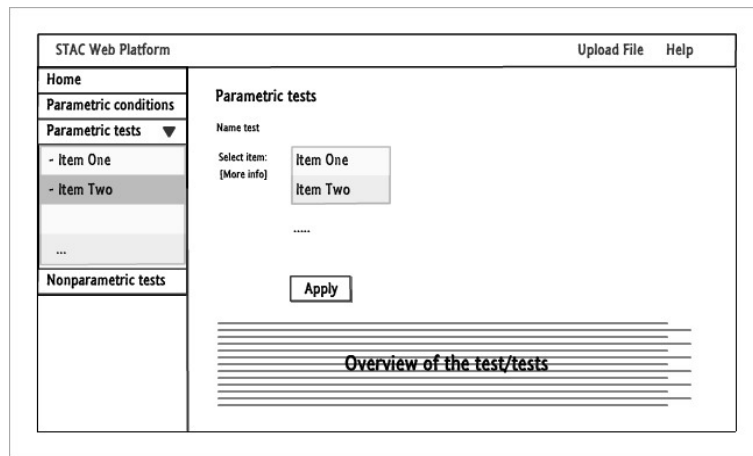 STAC Web Platform
Upload File Help
Home
Parametric conditions
Parametric tests
- Item One
- Item Two
...
Nonparametric tests
Parametric tests
Name test
Select item:
[More info]
Item One
Item Two
.....
Apply
Overview of the test/tests